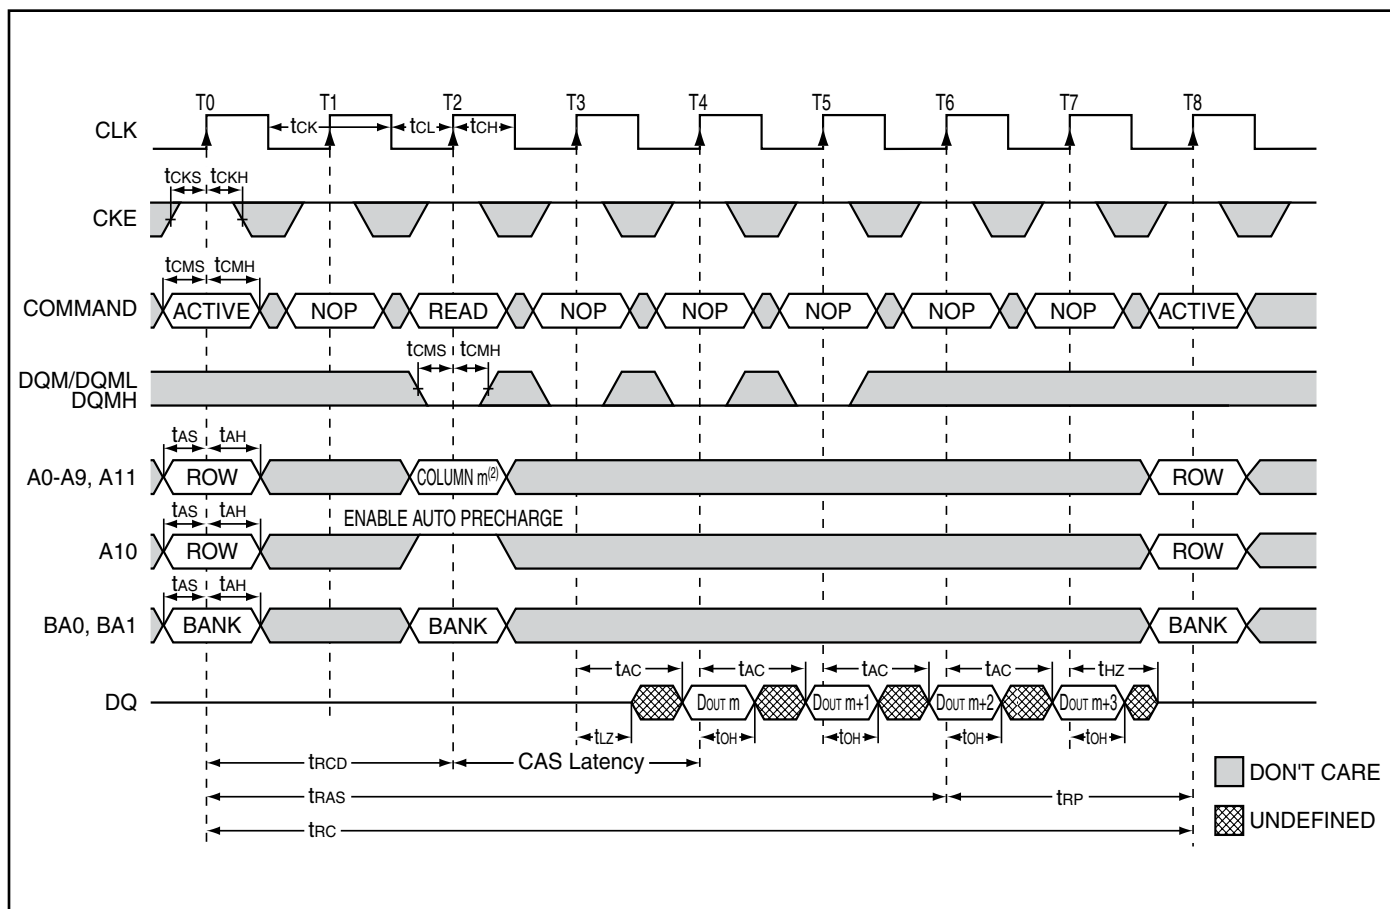 T0 T1 T2 T3 T4 T5 T6 T7 T8
CLK tCK tCL tCH
tCKS tCKH
CKE
tCMS tCMH
COMMAND ACTIVE NOP READ NOP NOP NOP NOP NOP ACTIVE
tCMS tCMH
DQM/DQML
DQMH
tAS tAH
A0-A9, A11 ROW COLUMN m(2) ROW
tAS tAH ENABLE AUTO PRECHARGE
A10 ROW ROW
tAS tAH
BA0, BA1 BANK BANK BANK
tAC tAC tAC tAC tHZ
DQ DOUT m DOUT m+1 DOUT m+2 DOUT m+3
tLZ tOH tOH tOH tOH
tRCD CAS Latency
DON'T CARE
tRAS tRP
UNDEFINED
tRC